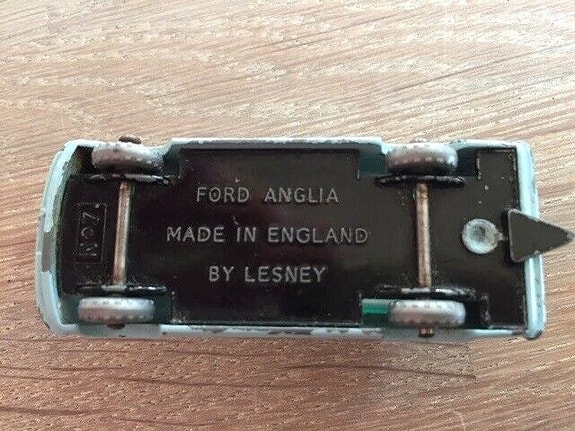 FORD ANGLIA
MADE IN ENGLAND
BY LESNEY
No7